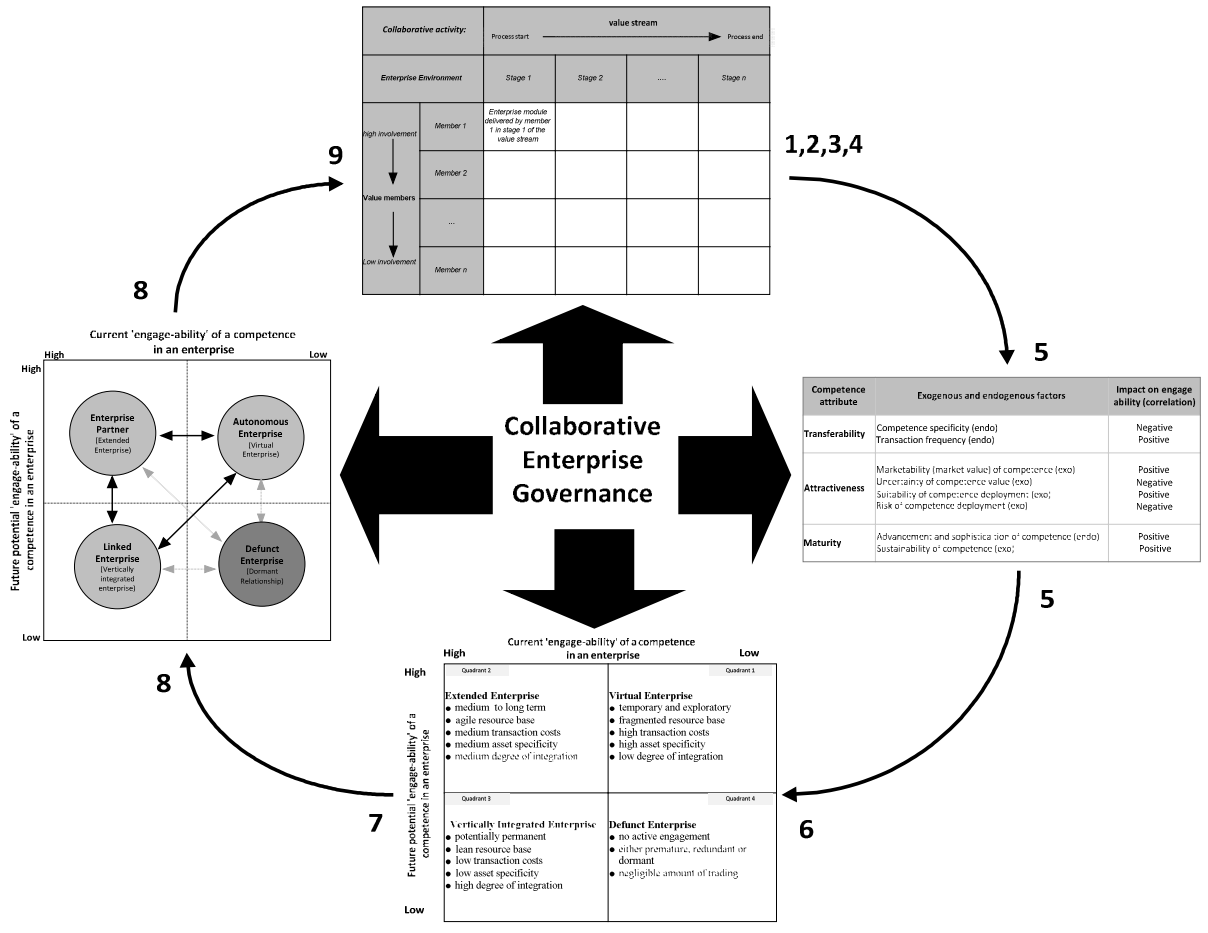 Collaborative activity:
value stream
Process start
Process end
Enterprise Environment
Stage 1
Stage 2
....
Stage n
high involvement
Value members
Low involvement
Member 1
Enterprise module
delivered by member
1 in stage 1 of the
value stream
Member 2
...
Member n
9
1,2,3,4
8
5
Current 'engage-ability' of a competence
in an enterprise
High
Low
High
Low
Future potential 'engage-ability' of a
competence in an enterprise
Enterprise
Partner
(Extended
Enterprise)
Autonomous
Enterprise
(Virtual
Enterprise)
Linked
Enterprise
(Vertically
integrated
enterprise)
Defunct
Enterprise
(Dormant
Relationship)
Collaborative
Enterprise
Governance
Competence
attribute
Exogenous and endogenous factors
Impact on engage
ability (correlation)
Transferability
Competence specificity (endo)
Transaction frequency (endo)
Negative
Positive
Attractiveness
Marketability (market value) of competence (exo)
Uncertainty of competence value (exo)
Suitability of competence deployment (exo)
Risk of competence deployment (exo)
Positive
Negative
Positive
Negative
Maturity
Advancement and sophistication of competence (endo)
Sustainability of competence (exo)
Positive
Positive
5
8
7
6
Current 'engage-ability' of a competence
in an enterprise
High
Low
High
Low
Future potential 'engage-ability' of a
competence in an enterprise
Quadrant 2
Extended Enterprise
● medium to long term
● agile resource base
● medium transaction costs
● medium asset specificity
● medium degree of integration
Quadrant 1
Virtual Enterprise
● temporary and exploratory
● fragmented resource base
● high transaction costs
● high asset specificity
● low degree of integration
Quadrant 3
Vertically Integrated Enterprise
● potentially permanent
● lean resource base
● low transaction costs
● low asset specificity
● high degree of integration
Quadrant 4
Defunct Enterprise
● no active engagement
● either premature, redundant or
dormant
● negligible amount of trading